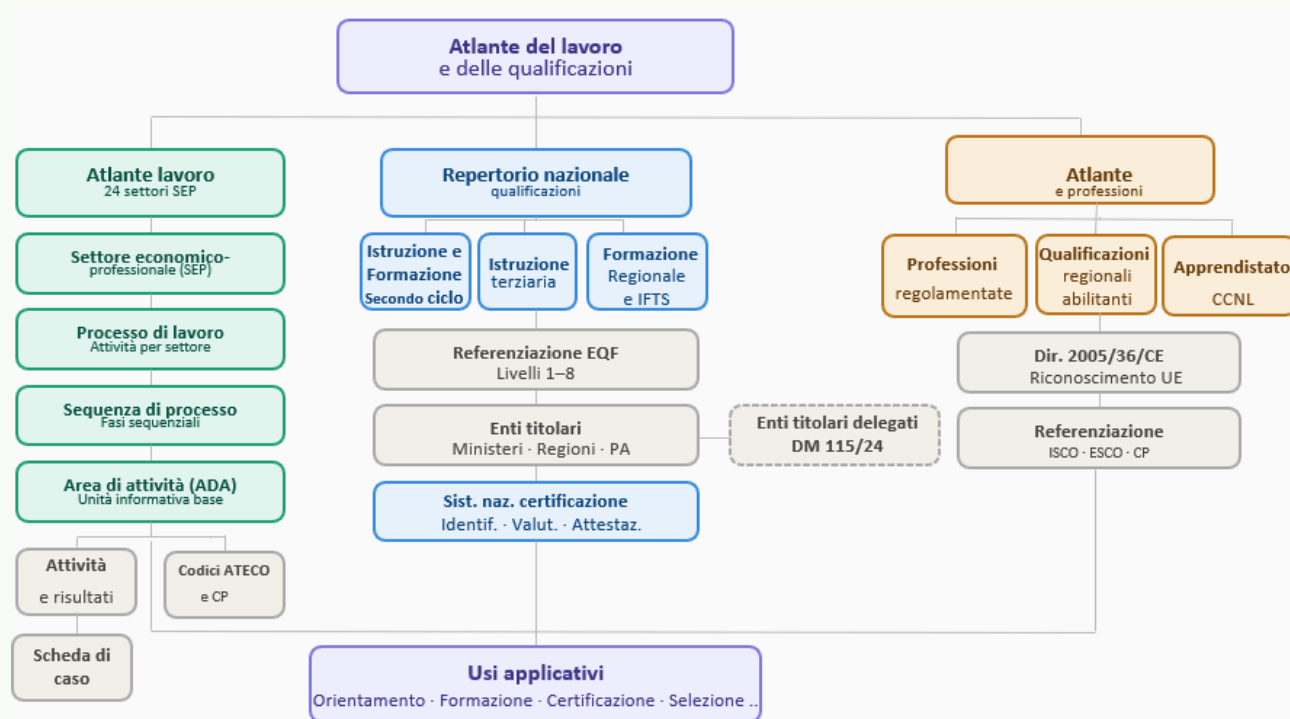 Atlante del lavoro
e delle qualificazioni
Atlante lavoro
24 settori SEP
Repertorio nazionale
qualificazioni
Atlante
e professioni
Settore economico-
professionale (SEP)
Istruzione e
Formazione
Secondo ciclo
Istruzione
terziaria
Formazione
Regionale
e IFTS
Professioni
regolamentate
Qualificazioni
regionali
abilitanti
Apprendistato
CCNL
Processo di lavoro
Attività per settore
Referenziazione EQF
Livelli 1–8
Dir. 2005/36/CE
Riconoscimento UE
Sequenza di processo
Fasi sequenziali
Enti titolari
Ministeri · Regioni · PA
Enti titolari delegati
DM 115/24
Referenziazione
ISCO · ESCO · CP
Area di attività (ADA)
Unità informativa base
Sist. naz. certificazione
Identif. · Valut. · Attestaz.
Attività
e risultati
Codici ATECO
e CP
Scheda di
caso
Usi applicativi
Orientamento · Formazione · Certificazione · Selezione ..